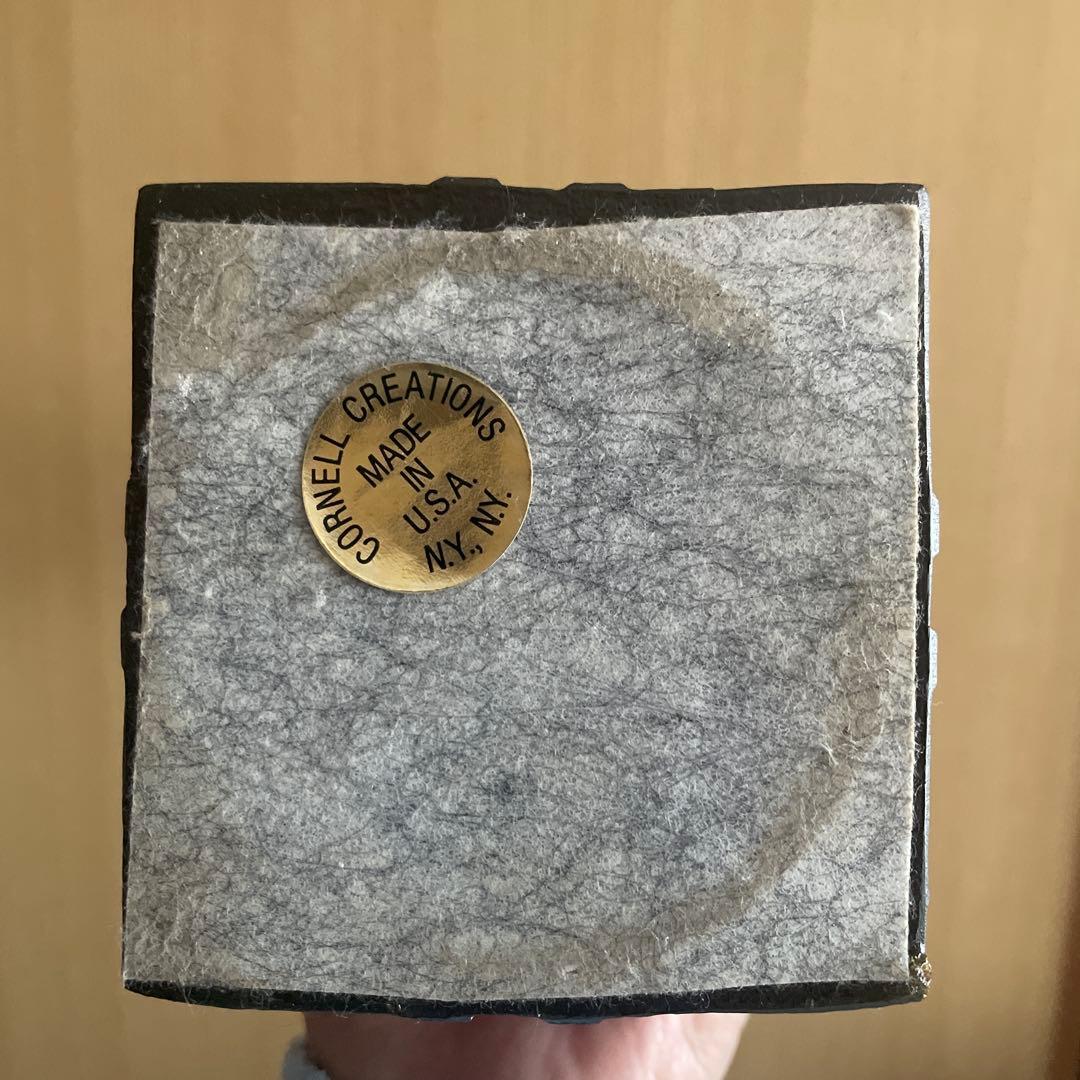 CORNELL CREATIONS
MADE
IN
U.S.A.
N.Y., N.Y.